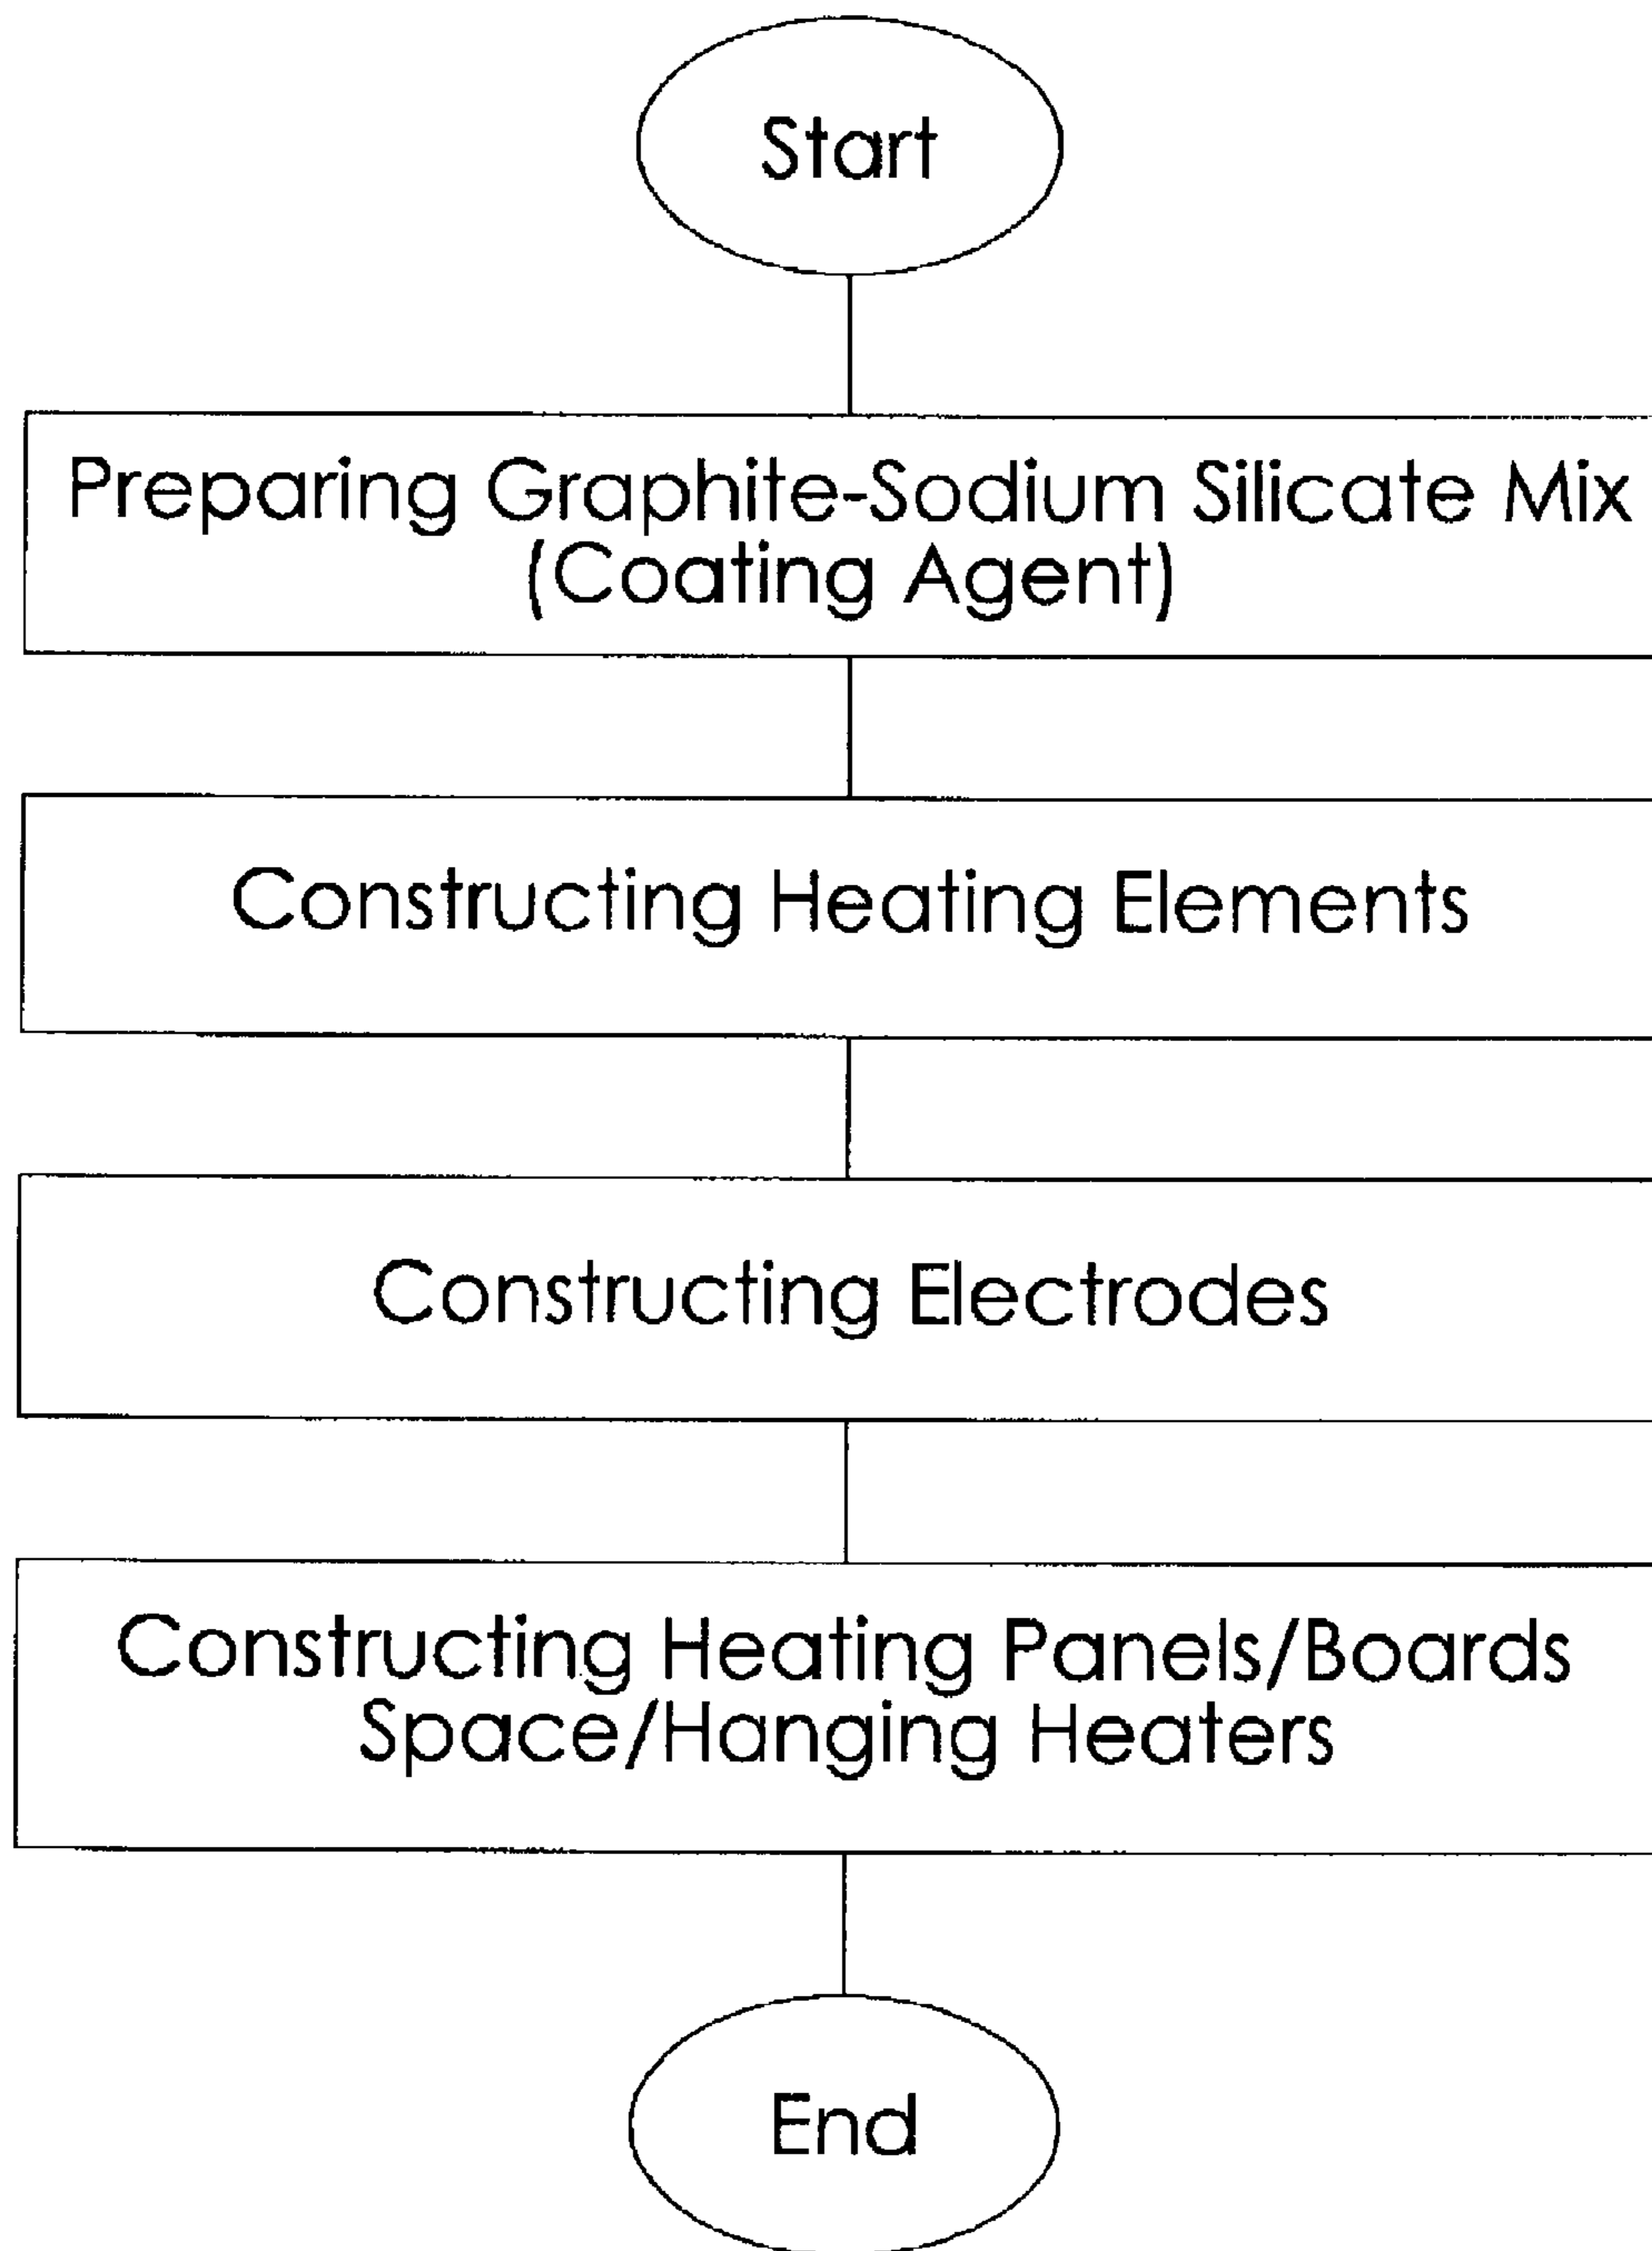 Start
Preparing Graphite-Sodium Silicate Mix
(Coating Agent)
Constructing Heating Elements
Constructing Electrodes
Constructing Heating Panels/Boards
Space/Hanging Heaters
End